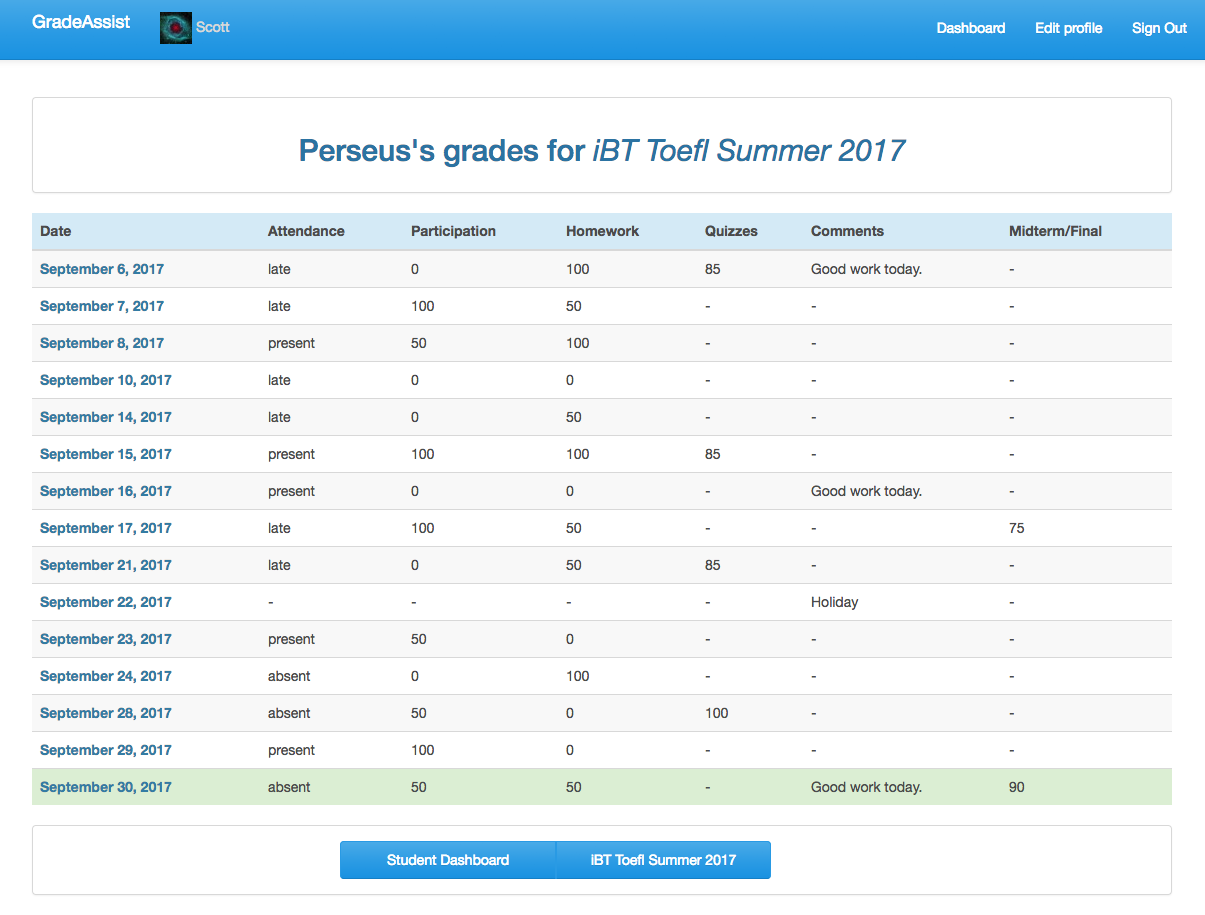 GradeAssist Scott Dashboard Edit profile Sign Out
Perseus's grades for iBT Toefl Summer 2017
Date Attendance Participation Homework Quizzes Comments Midterm/Final
September 6, 2017 late 0 100 85 Good work today. -
September 7, 2017 late 100 50 - - -
September 8, 2017 present 50 100 - - -
September 10, 2017 late 0 0 - - -
September 14, 2017 late 0 50 - - -
September 15, 2017 present 100 100 85 - -
September 16, 2017 present 0 0 - Good work today. -
September 17, 2017 late 100 50 - - 75
September 21, 2017 late 0 50 85 - -
September 22, 2017 - - - - Holiday -
September 23, 2017 present 50 0 - - -
September 24, 2017 absent 0 100 - - -
September 28, 2017 absent 50 0 100 - -
September 29, 2017 present 100 0 - - -
September 30, 2017 absent 50 50 - Good work today. 90
Student Dashboard iBT Toefl Summer 2017